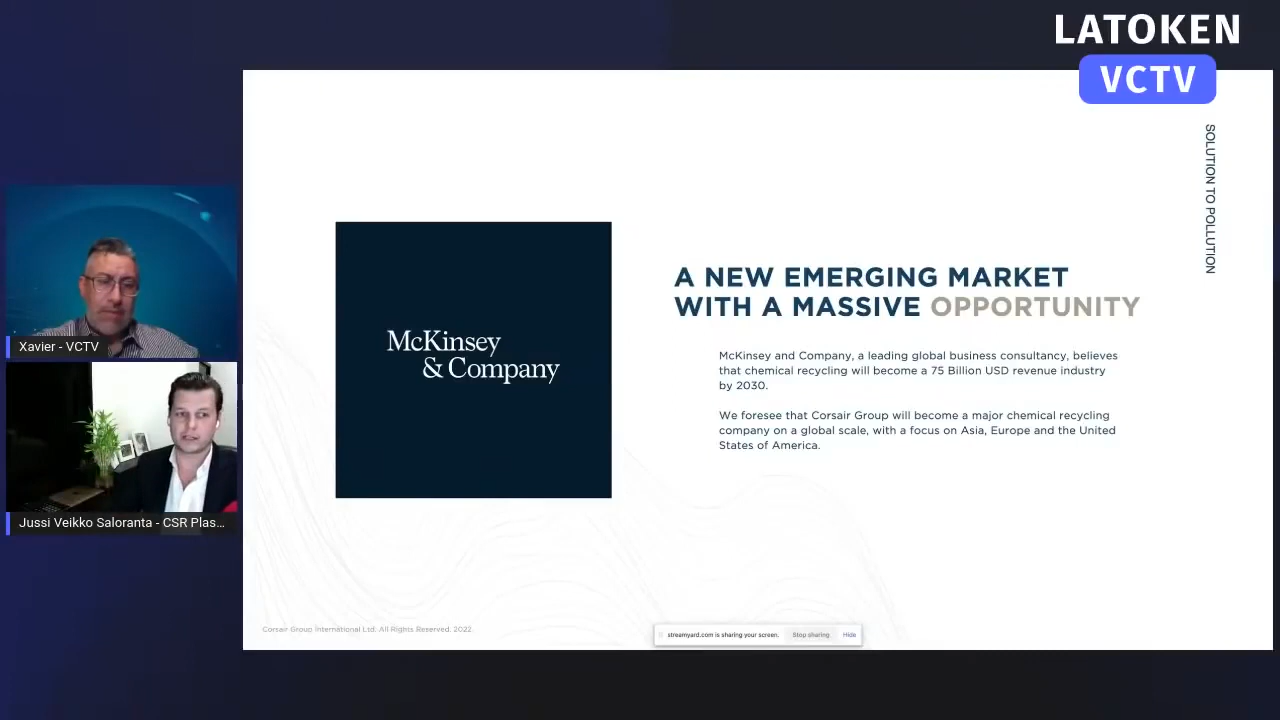 LATOKEN
VCTV
SOLUTION TO POLLUTION
McKinsey
& Company
A NEW EMERGING MARKET
WITH A MASSIVE OPPORTUNITY
McKinsey and Company, a leading global business consultancy, believes
that chemical recycling will become a 75 Billion USD revenue industry
by 2030.
We foresee that Corsair Group will become a major chemical recycling
company on a global scale, with a focus on Asia, Europe and the United
States of America.
Xavier - VCTV
Jussi Veikko Saloranta - CSR Plas...
Corsair Group International Ltd. All Rights Reserved. 2022.
streamyard.com is sharing your screen. Stop sharing Hide